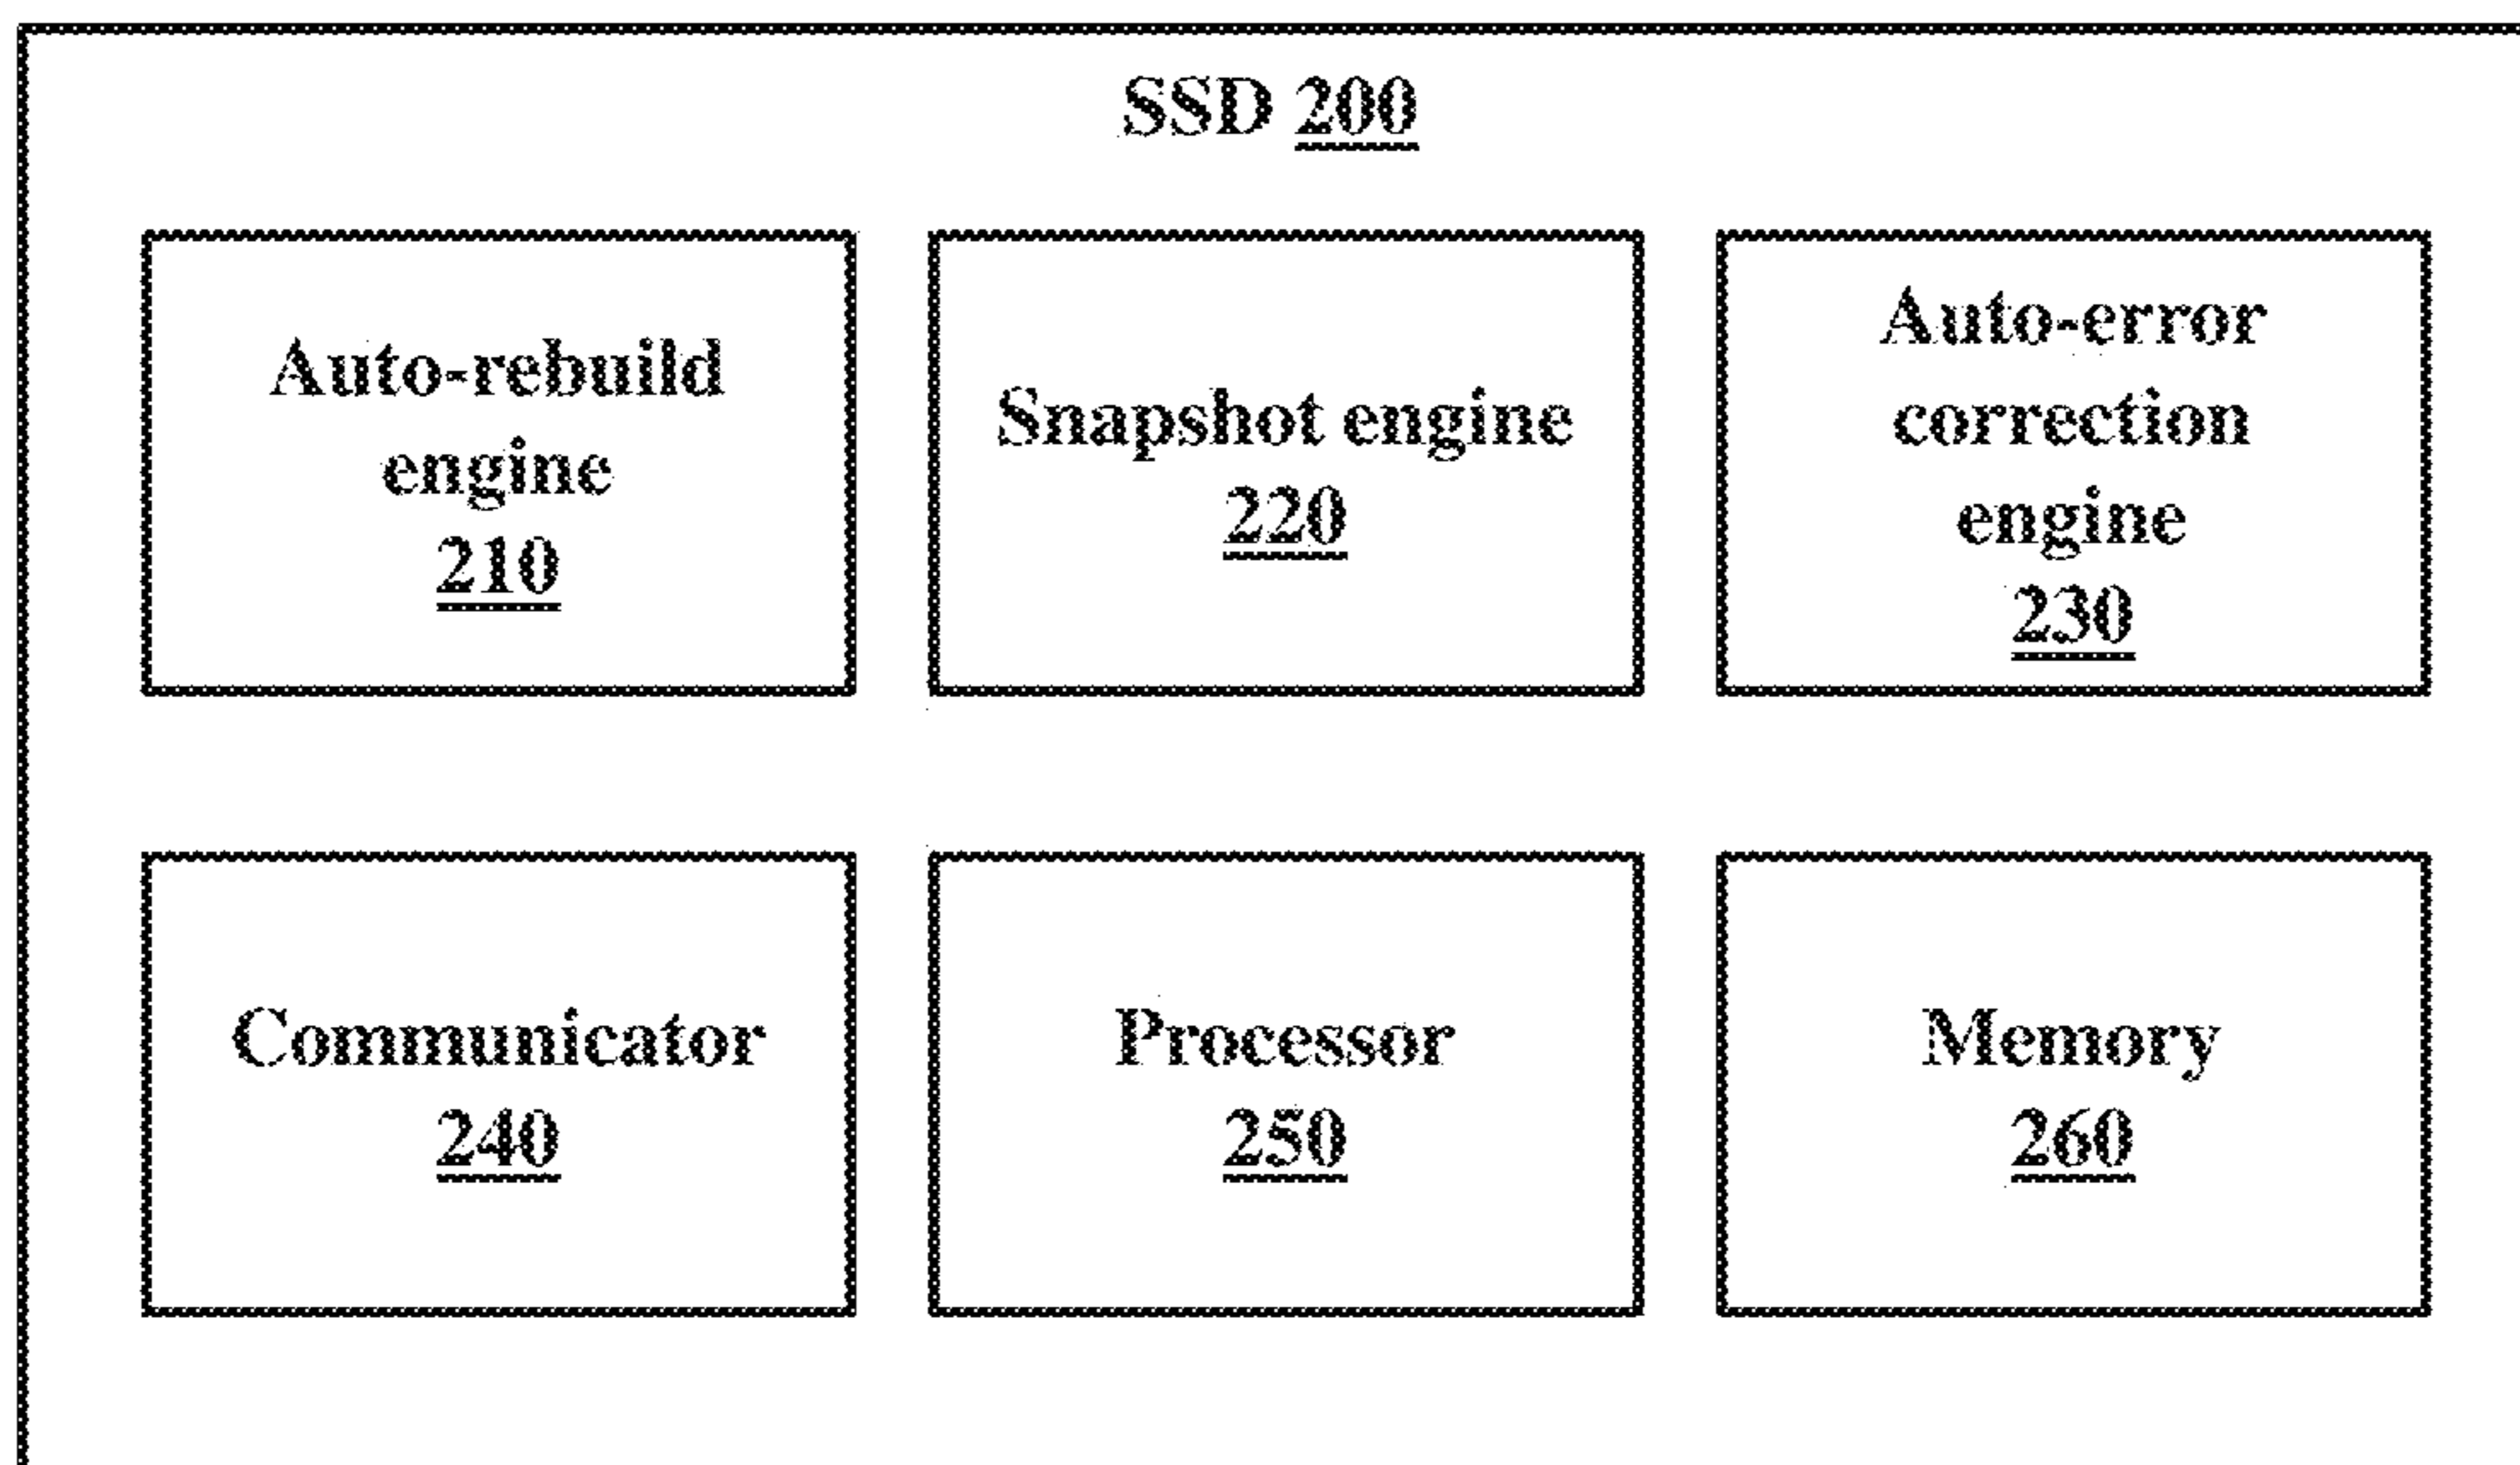 SSD 200
Auto-rebuild
engine
210
Snapshot engine
220
Auto-error
correction
engine
230
Communicator
240
Processor
250
Memory
260